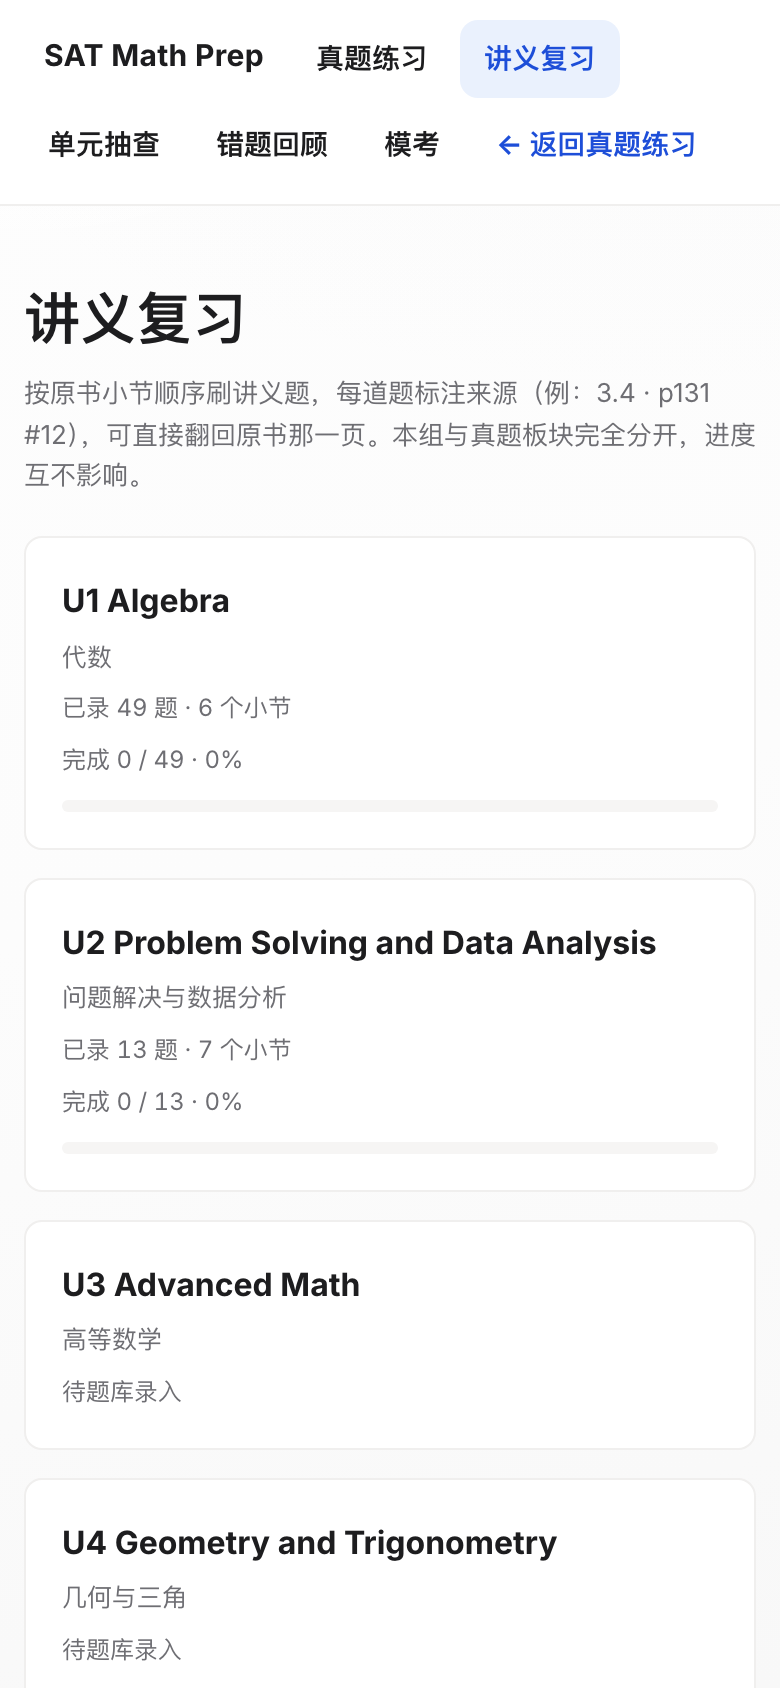 SAT Math Prep 真题练习 讲义复习
单元抽查 错题回顾 模考 ← 返回真题练习
讲义复习
按原书小节顺序刷讲义题，每道题标注来源（例：3.4 · p131
#12），可直接翻回原书那一页。本组与真题板块完全分开，进度
互不影响。
U1 Algebra
代数
已录 49 题 · 6 个小节
完成 0 / 49 · 0%
U2 Problem Solving and Data Analysis
问题解决与数据分析
已录 13 题 · 7 个小节
完成 0 / 13 · 0%
U3 Advanced Math
高等数学
待题库录入
U4 Geometry and Trigonometry
几何与三角
待题库录入